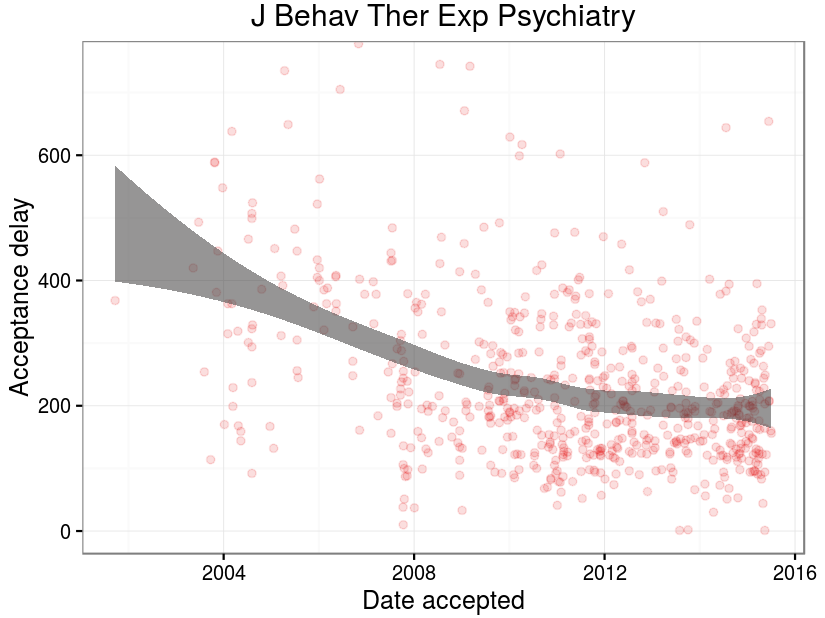 J Behav Ther Exp Psychiatry
Acceptance delay
600
400
200
0
2004 2008 2012 2016
Date accepted